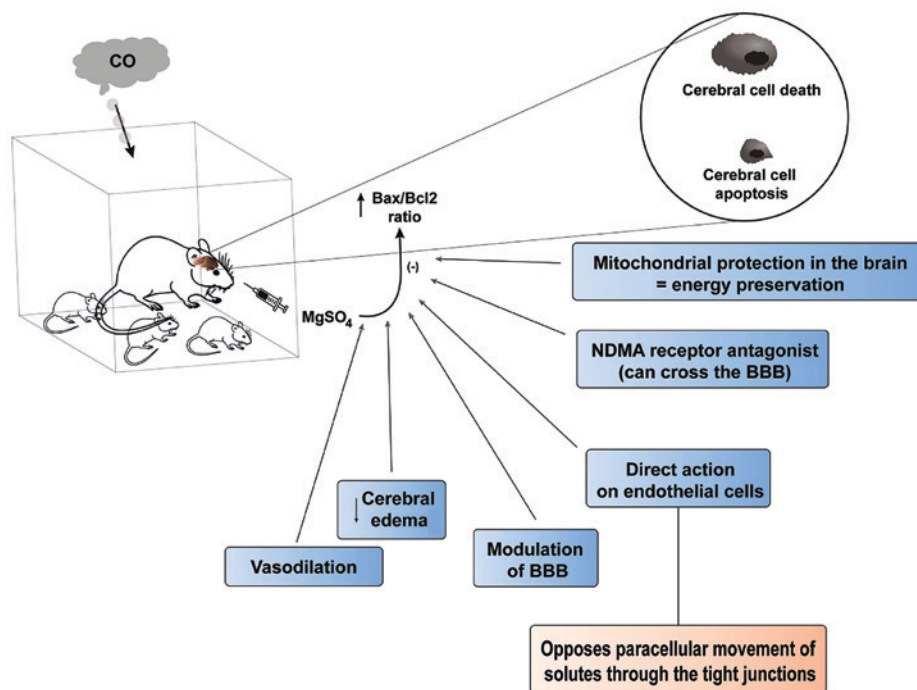 CO
Cerebral cell death
Cerebral cell
apoptosis
Bax/Bcl2
ratio
(-)
MgSO₄
Mitochondrial protection in the brain
= energy preservation
NDMA receptor antagonist
(can cross the BBB)
Direct action
on endothelial cells
Cerebral
edema
Modulation
of BBB
Vasodilation
Opposes paracellular movement of
solutes through the tight junctions